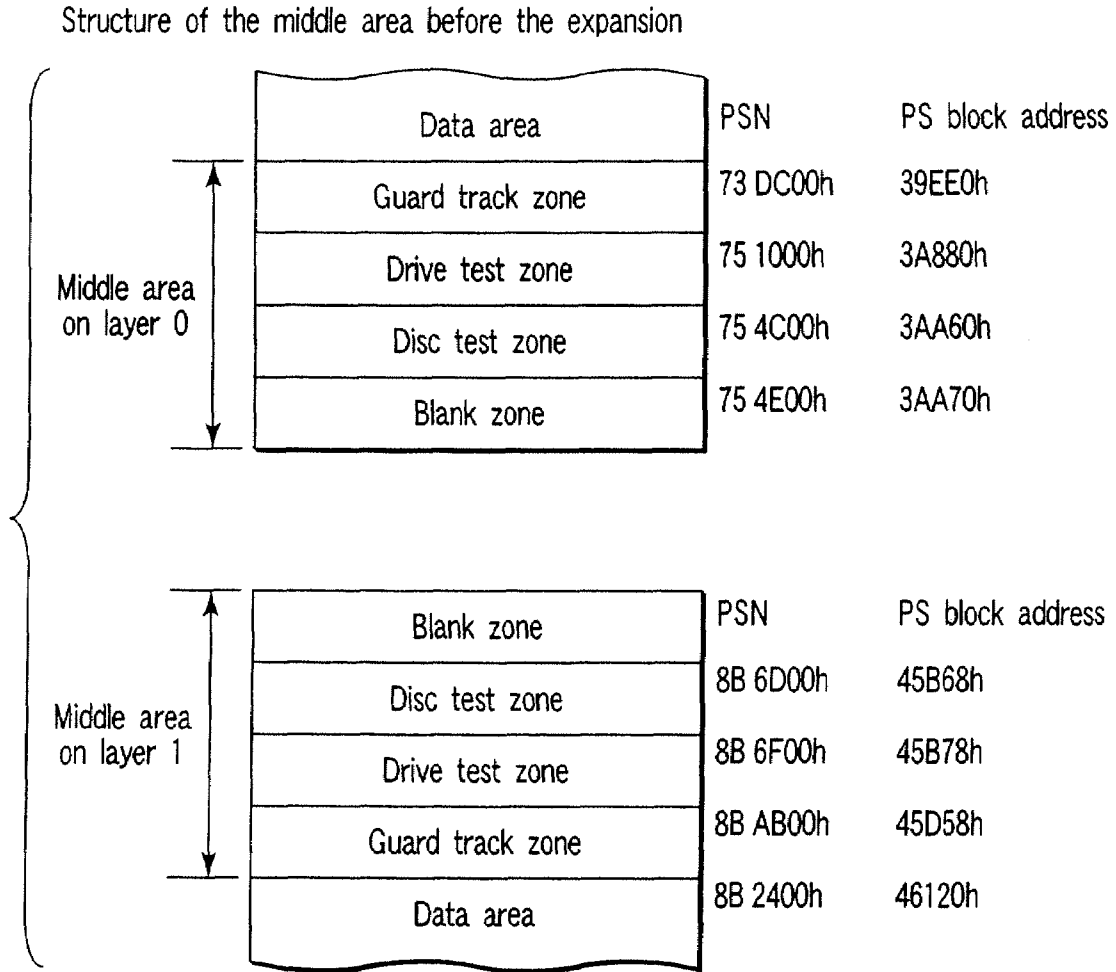 Structure of the middle area before the expansion
Data area
PSN PS block address
Guard track zone
73 DC00h 39EE0h
Drive test zone
75 1000h 3A880h
Middle area
on layer 0
Disc test zone
75 4C00h 3AA60h
Blank zone
75 4E00h 3AA70h
Blank zone
PSN PS block address
Disc test zone
8B 6D00h 45B68h
Middle area
on layer 1
Drive test zone
8B 6F00h 45B78h
Guard track zone
8B AB00h 45D58h
Data area
8B 2400h 46120h